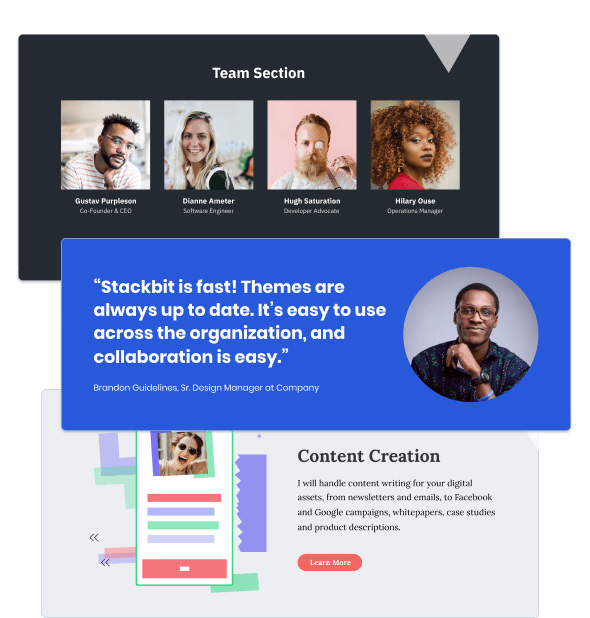 Team Section
Gustav Purpleson
Co-Founder & CEO
Dianne Ameter
Software Engineer
Hugh Saturation
Developer Advocate
Hilary Ouse
Operations Manager
“Stackbit is fast! Themes are
always up to date. It’s easy to use
across the organization, and
collaboration is easy.”
Brandon Guidelines, Sr. Design Manager at Company
Content Creation
I will handle content writing for your digital
assets, from newsletters and emails, to Facebook
and Google campaigns, whitepapers, case studies
and product descriptions.
Learn More